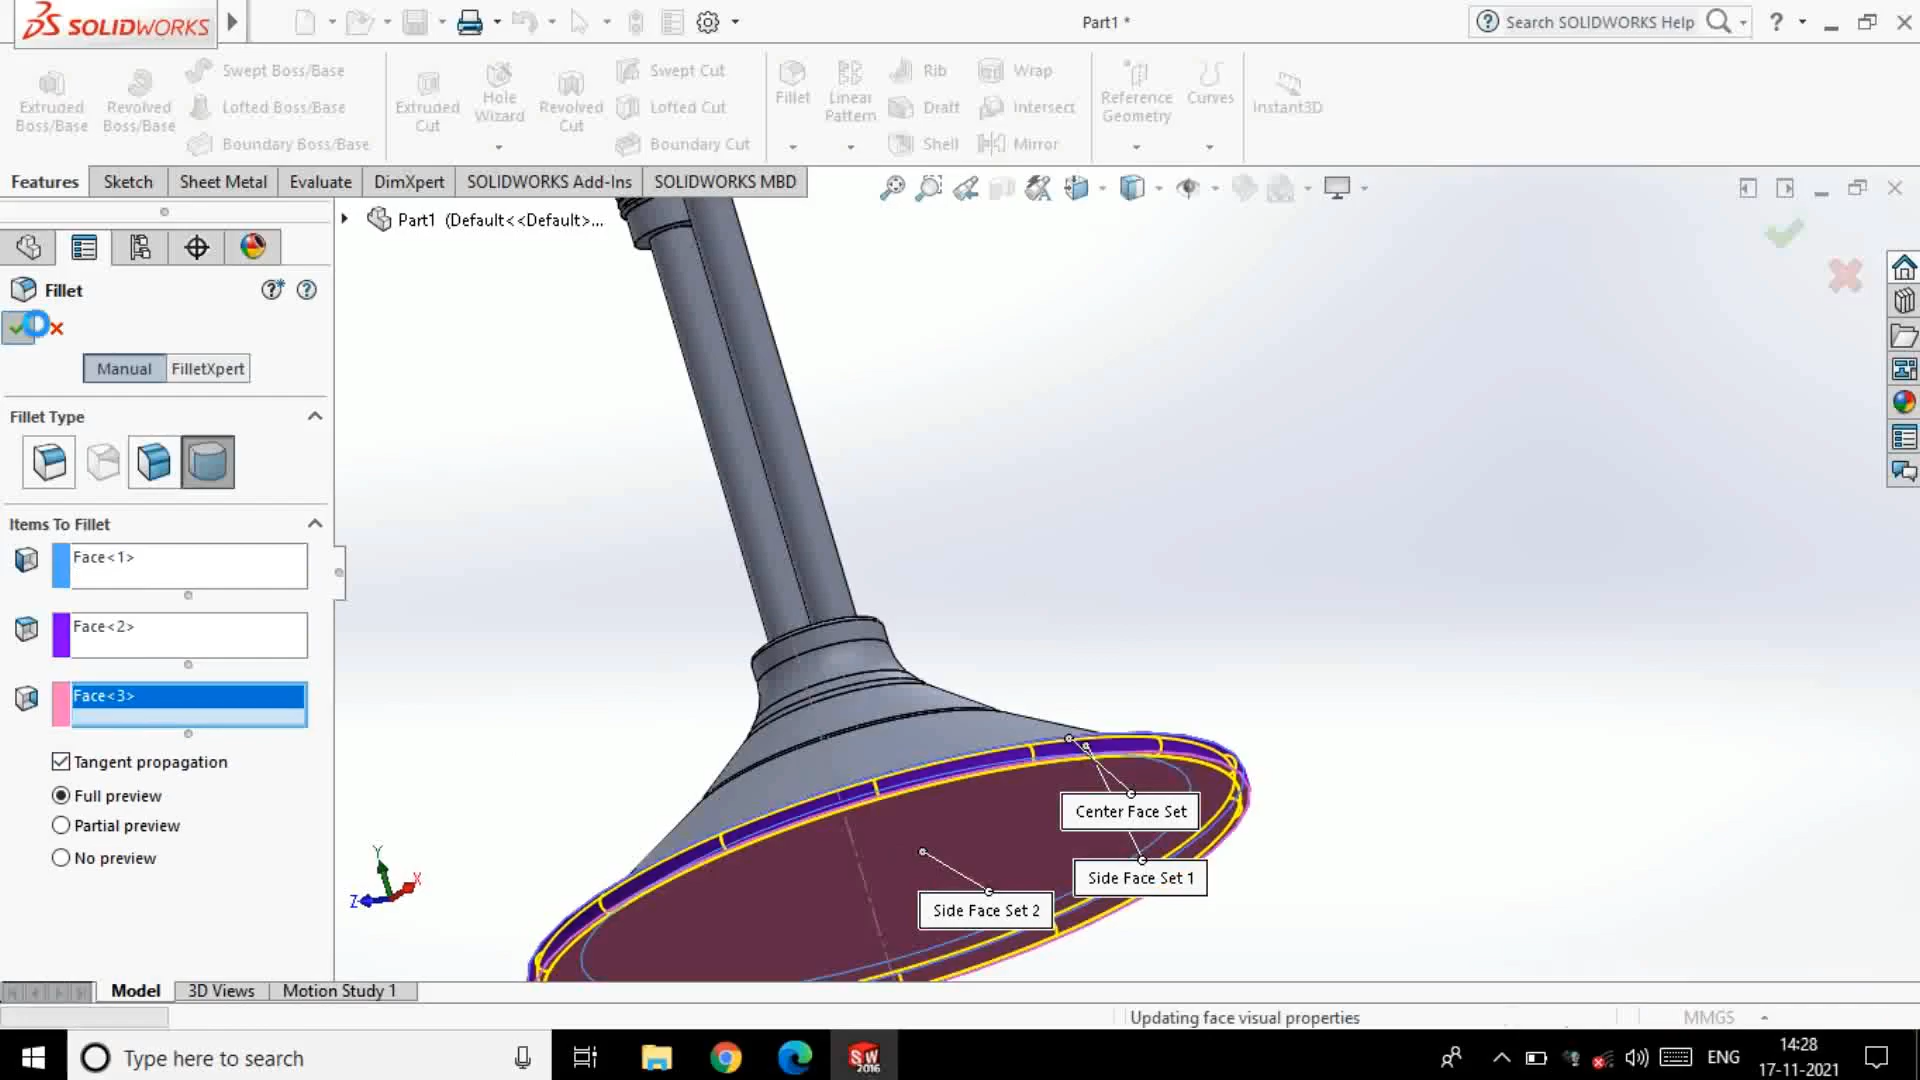 SOLIDWORKS
Part1 *
Search SOLIDWORKS Help
Extruded Boss/Base
Revolved Boss/Base
Swept Boss/Base
Lofted Boss/Base
Boundary Boss/Base
Extruded Cut
Hole Wizard
Revolved Cut
Swept Cut
Lofted Cut
Boundary Cut
Fillet
Linear Pattern
Rib
Draft
Shell
Wrap
Intersect
Mirror
Reference Geometry
Curves
Instant3D
Features
Sketch
Sheet Metal
Evaluate
DimXpert
SOLIDWORKS Add-Ins
SOLIDWORKS MBD
Part1 (Default<<Default>...
Fillet
Manual
FilletXpert
Fillet Type
Items To Fillet
Face<1>
Face<2>
Face<3>
Tangent propagation
Full preview
Partial preview
No preview
Center Face Set
Side Face Set 1
Side Face Set 2
Y
X
Z
Model
3D Views
Motion Study 1
Updating face visual properties
MMGS
Type here to search
SW
2016
ENG
14:28
17-11-2021